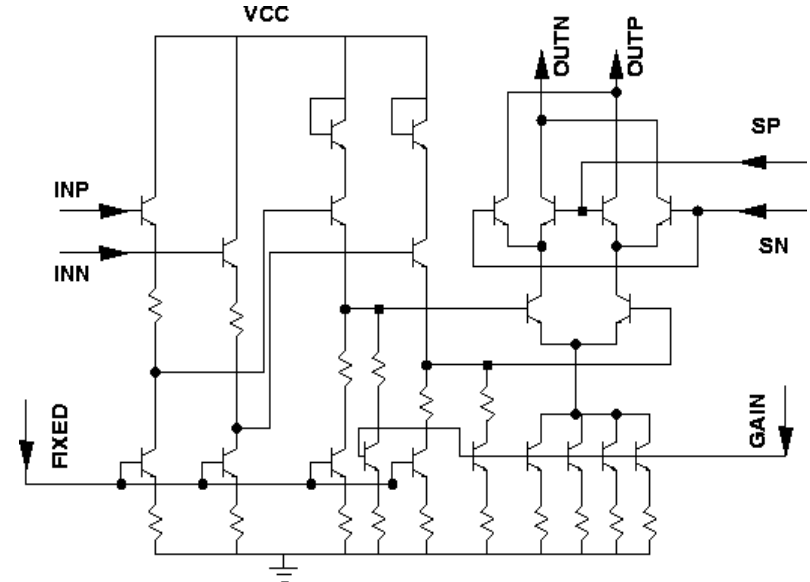 VCC
OUTN
OUTP
SP
INP
SN
INN
FIXED
GAIN